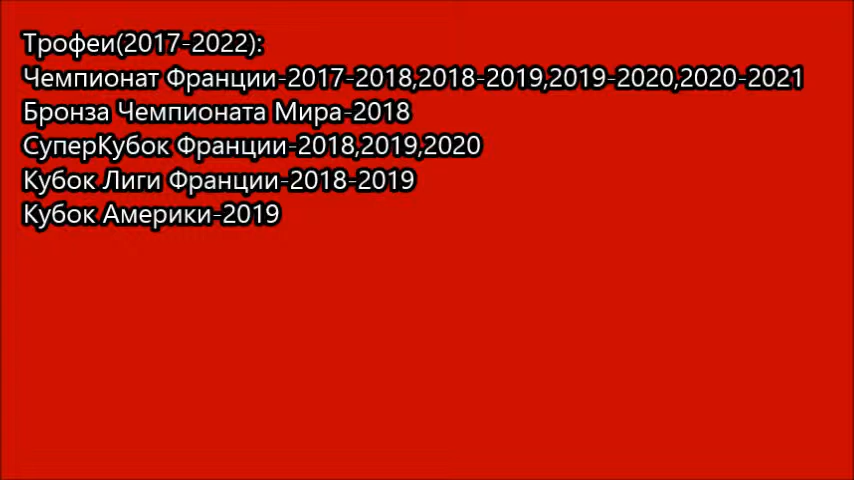 Трофеи(2017-2022):
Чемпионат Франции-2017-2018,2018-2019,2019-2020,2020-2021
Бронза Чемпионата Мира-2018
СуперКубок Франции-2018,2019,2020
Кубок Лиги Франции-2018-2019
Кубок Америки-2019